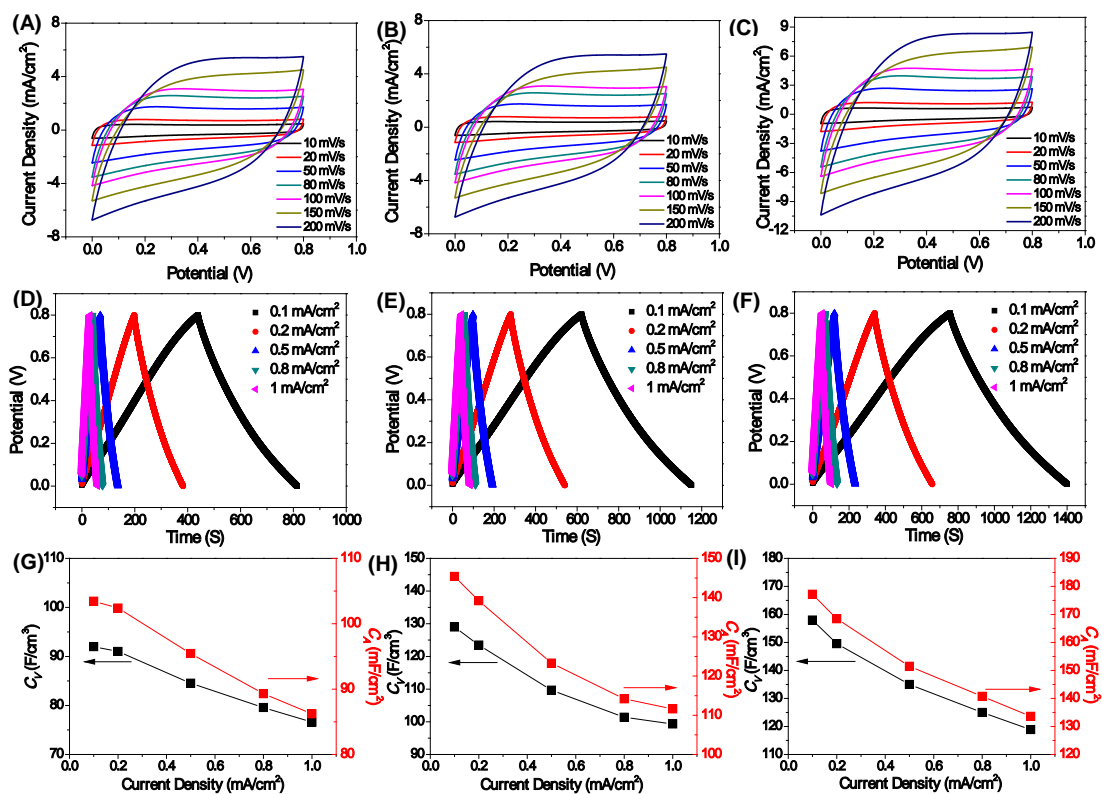 (A)
8
4
0
-4
-8
Current Density (mA/cm²)
0.0 0.2 0.4 0.6 0.8 1.0
Potential (V)
10 mV/s
20 mV/s
50 mV/s
80 mV/s
100 mV/s
150 mV/s
200 mV/s
(B)
8
4
0
-4
-8
Current Density (mA/cm²)
0.0 0.2 0.4 0.6 0.8 1.0
Potential (V)
10 mV/s
20 mV/s
50 mV/s
80 mV/s
100 mV/s
150 mV/s
200 mV/s
(C)
9
6
3
0
-3
-6
-9
-12
Current Density (mA/cm²)
0.0 0.2 0.4 0.6 0.8 1.0
Potential (V)
10 mV/s
20 mV/s
50 mV/s
80 mV/s
100 mV/s
150 mV/s
200 mV/s
(D)
0.8
0.6
0.4
0.2
0.0
Potential (V)
0 200 400 600 800 1000
Time (S)
0.1 mA/cm²
0.2 mA/cm²
0.5 mA/cm²
0.8 mA/cm²
1 mA/cm²
(E)
0.8
0.6
0.4
0.2
0.0
Potential (V)
0 200 400 600 800 1000 1200
Time (S)
0.1 mA/cm²
0.2 mA/cm²
0.5 mA/cm²
0.8 mA/cm²
1 mA/cm²
(F)
0.8
0.6
0.4
0.2
0.0
Potential (V)
0 200 400 600 800 1000 1200 1400
Time (S)
0.1 mA/cm²
0.2 mA/cm²
0.5 mA/cm²
0.8 mA/cm²
1 mA/cm²
(G)
110
100
90
80
70
C_V (F/cm³)
110
100
90
80
C_A (mF/cm²)
0.0 0.2 0.4 0.6 0.8 1.0
Current Density (mA/cm²)
(H)
150
140
130
120
110
100
90
C_V (F/cm³)
150
140
130
120
110
100
C_A (mF/cm²)
0.0 0.2 0.4 0.6 0.8 1.0
Current Density (mA/cm²)
(I)
180
170
160
150
140
130
120
110
C_V (F/cm³)
190
180
170
160
150
140
130
120
C_A (mF/cm²)
0.0 0.2 0.4 0.6 0.8 1.0
Current Density (mA/cm²)